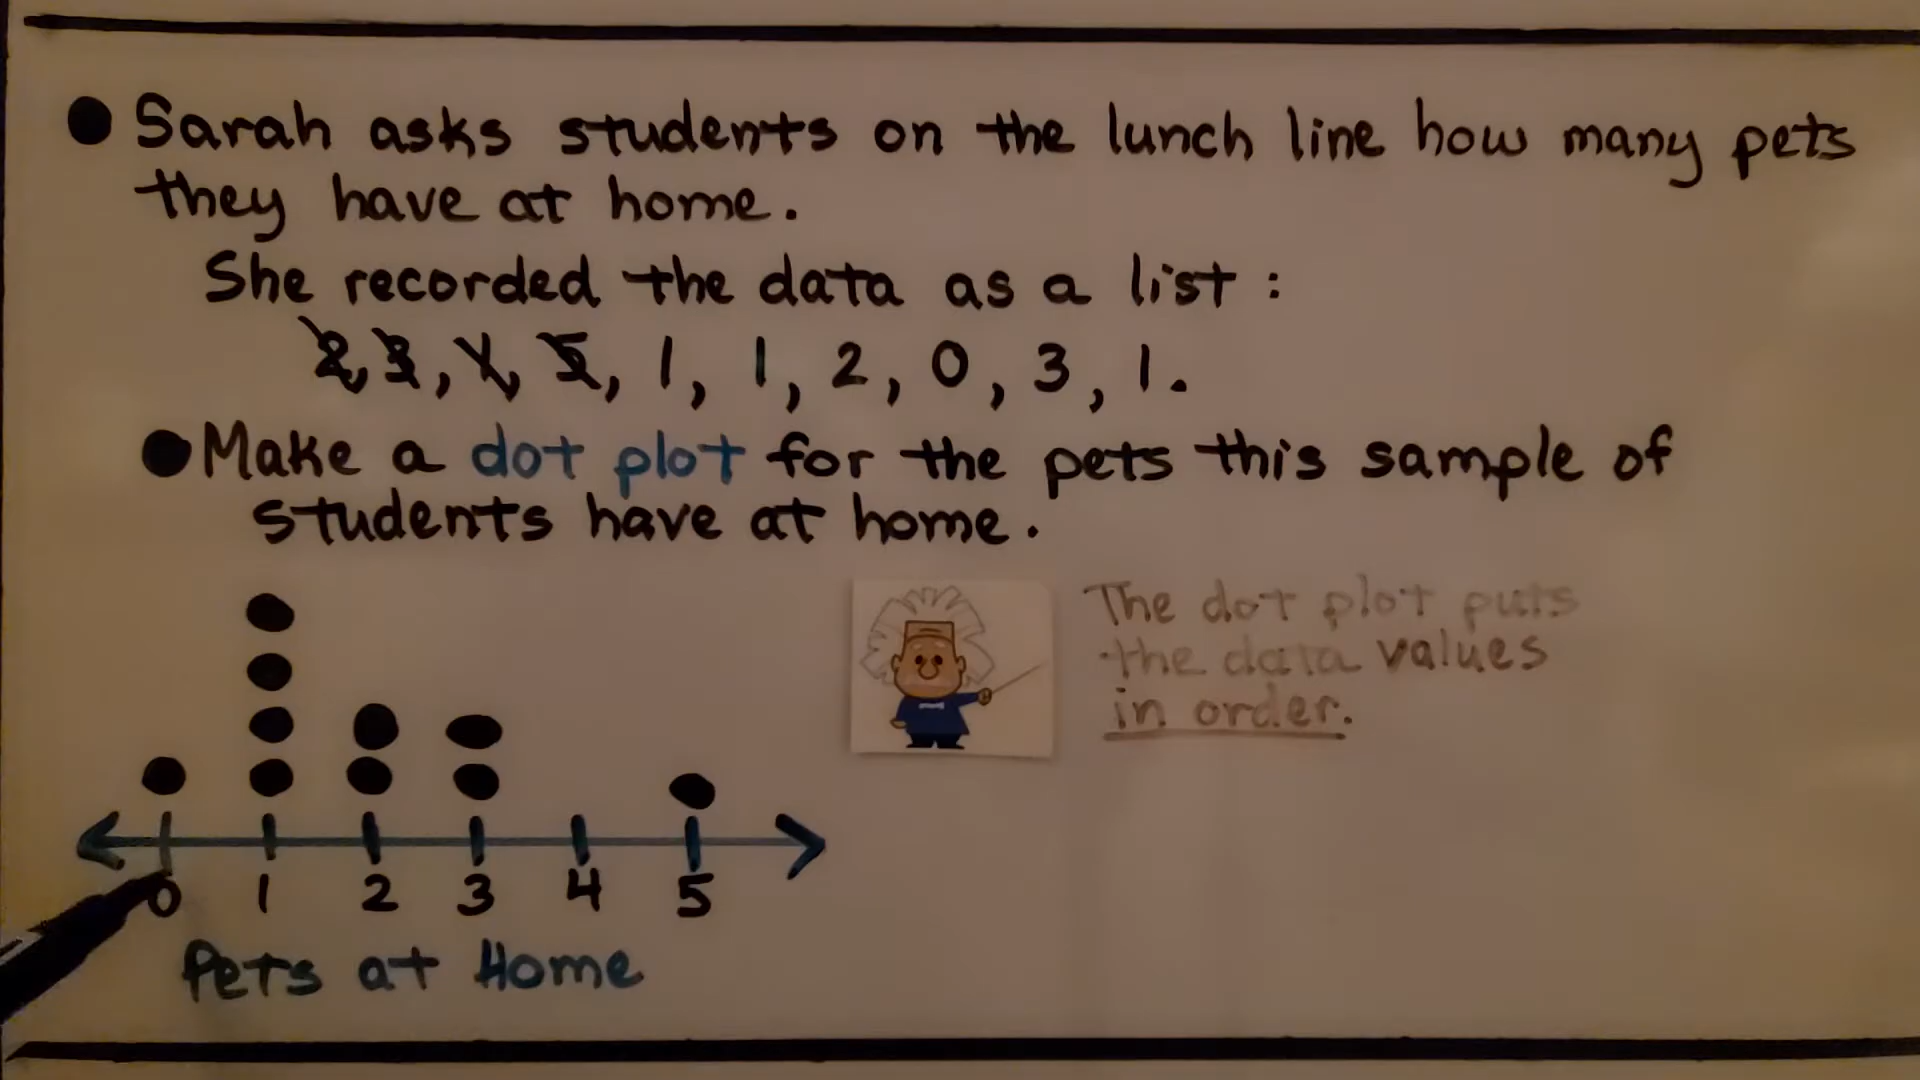 Sarah asks students on the lunch line how many pets
they have at home.
She recorded the data as a list:
2, 3, 1, 5, 1, 1, 2, 0, 3, 1.
Make a dot plot for the pets this sample of
students have at home.
The dot plot puts
the data values
in order.
0 1 2 3 4 5
Pets at Home